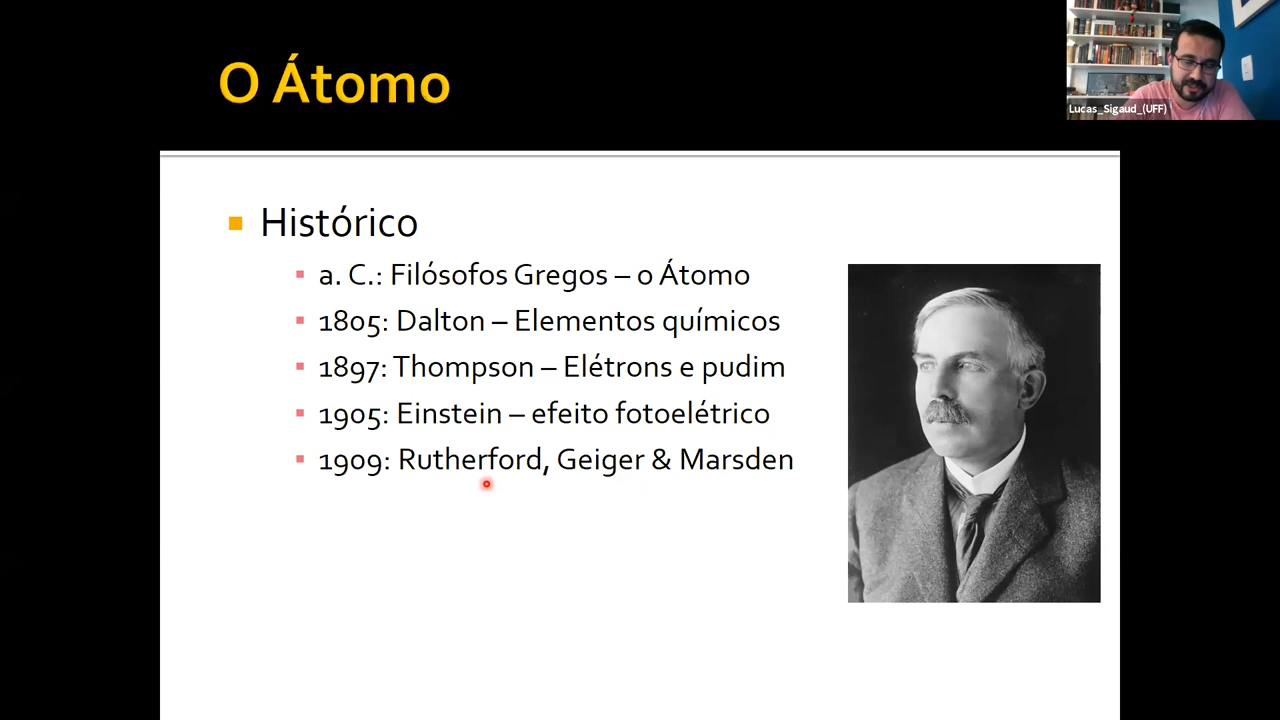 O Átomo
Lucas_Sigaud_(UFF)
Histórico
a. C.: Filósofos Gregos – o Átomo
1805: Dalton – Elementos químicos
1897: Thompson – Elétrons e pudim
1905: Einstein – efeito fotoelétrico
1909: Rutherford, Geiger & Marsden